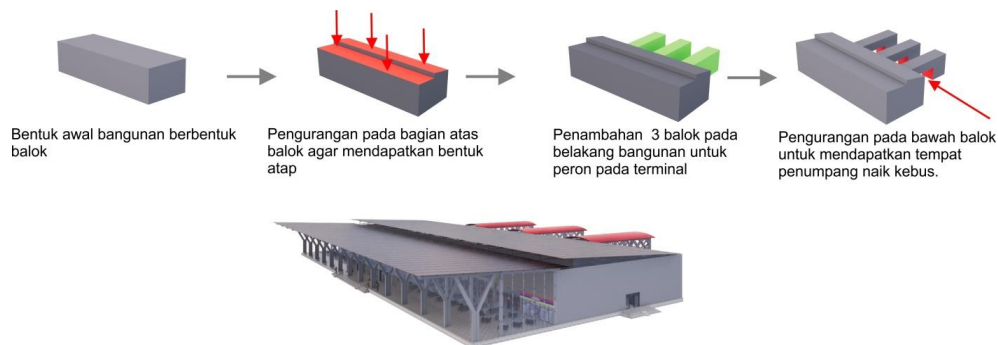 Bentuk awal bangunan berbentuk
balok
Pengurangan pada bagian atas
balok agar mendapatkan bentuk
atap
Penambahan  3 balok pada
belakang bangunan untuk
peron pada terminal
Pengurangan pada bawah balok
untuk mendapatkan tempat
penumpang naik kebus.